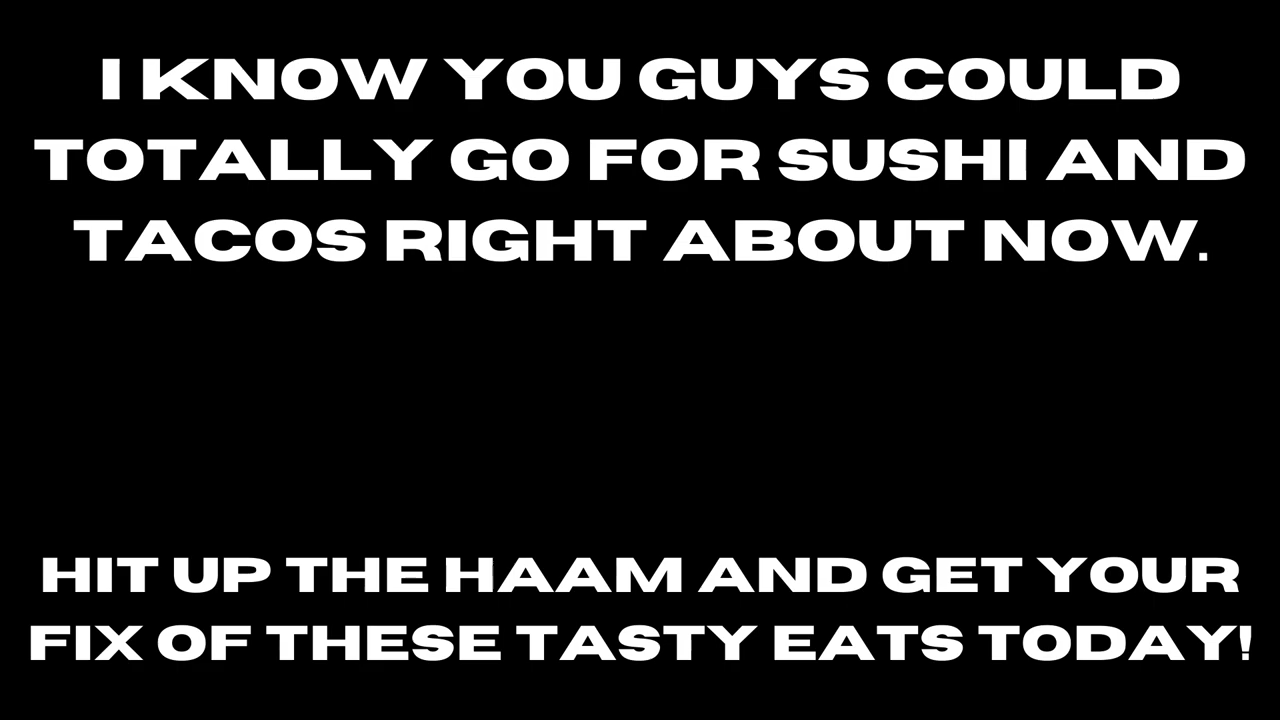 I KNOW YOU GUYS COULD
TOTALLY GO FOR SUSHI AND
TACOS RIGHT ABOUT NOW.
HIT UP THE HAAM AND GET YOUR
FIX OF THESE TASTY EATS TODAY!